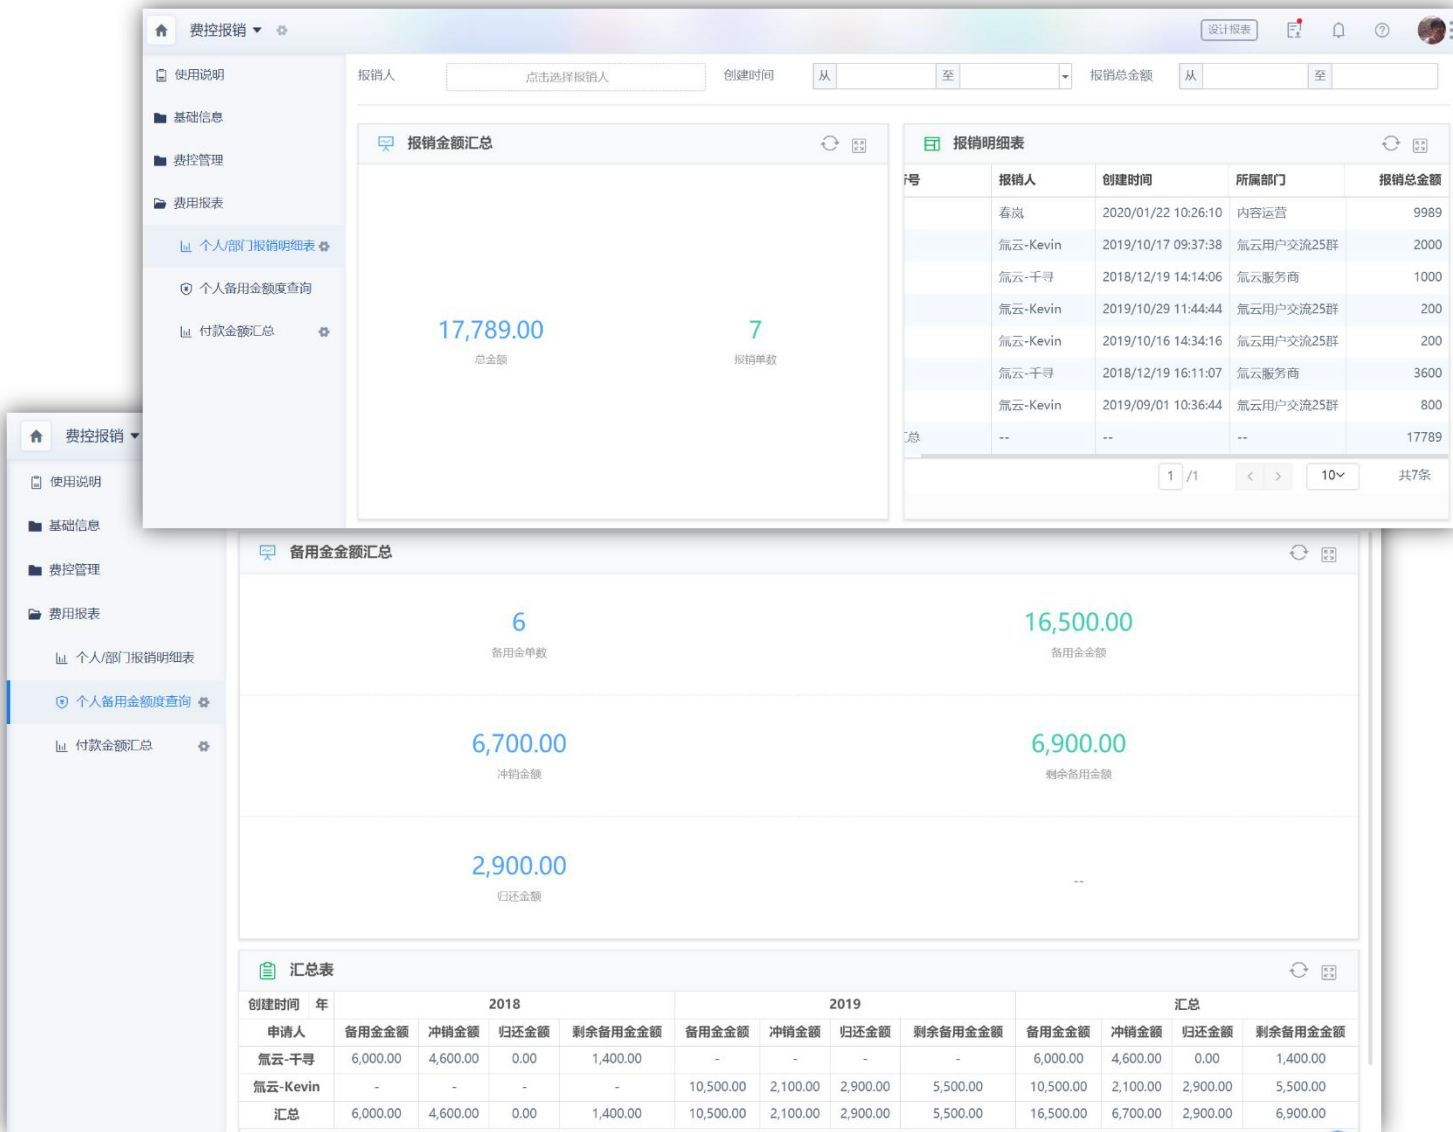 费控报销
设计报表
使用说明
基础信息
费控管理
费用报表
个人/部门报销明细表
个人备用金额度查询
付款金额汇总
报销人 点击选择报销人 创建时间 从 至 报销总金额 从 至
报销金额汇总
17,789.00 7
总金额 报销单数
报销明细表
号 报销人 创建时间 所属部门 报销总金额
春岚 2020/01/22 10:26:10 内容运营 9989
氚云-Kevin 2019/10/17 09:37:38 氚云用户交流25群 2000
氚云-千寻 2018/12/19 14:14:06 氚云服务商 1000
氚云-Kevin 2019/10/29 11:44:44 氚云用户交流25群 200
氚云-Kevin 2019/10/16 14:34:16 氚云用户交流25群 200
氚云-千寻 2018/12/19 16:11:07 氚云服务商 3600
氚云-Kevin 2019/09/01 10:36:44 氚云用户交流25群 800
总 -- -- -- 17789
1 /1 < > 10 共7条
费控报销
使用说明
基础信息
费控管理
费用报表
个人/部门报销明细表
个人备用金额度查询
付款金额汇总
备用金金额汇总
6 16,500.00
备用金单数 备用金金额
6,700.00 6,900.00
冲销金额 剩余备用金额
2,900.00 --
归还金额
汇总表
创建时间 年 2018 2019 汇总
申请人 备用金金额 冲销金额 归还金额 剩余备用金金额 备用金金额 冲销金额 归还金额 剩余备用金金额 备用金金额 冲销金额 归还金额 剩余备用金金额
氚云-千寻 6,000.00 4,600.00 0.00 1,400.00 - - - - 6,000.00 4,600.00 0.00 1,400.00
氚云-Kevin - - - - 10,500.00 2,100.00 2,900.00 5,500.00 10,500.00 2,100.00 2,900.00 5,500.00
汇总 6,000.00 4,600.00 0.00 1,400.00 10,500.00 2,100.00 2,900.00 5,500.00 16,500.00 6,700.00 2,900.00 6,900.00